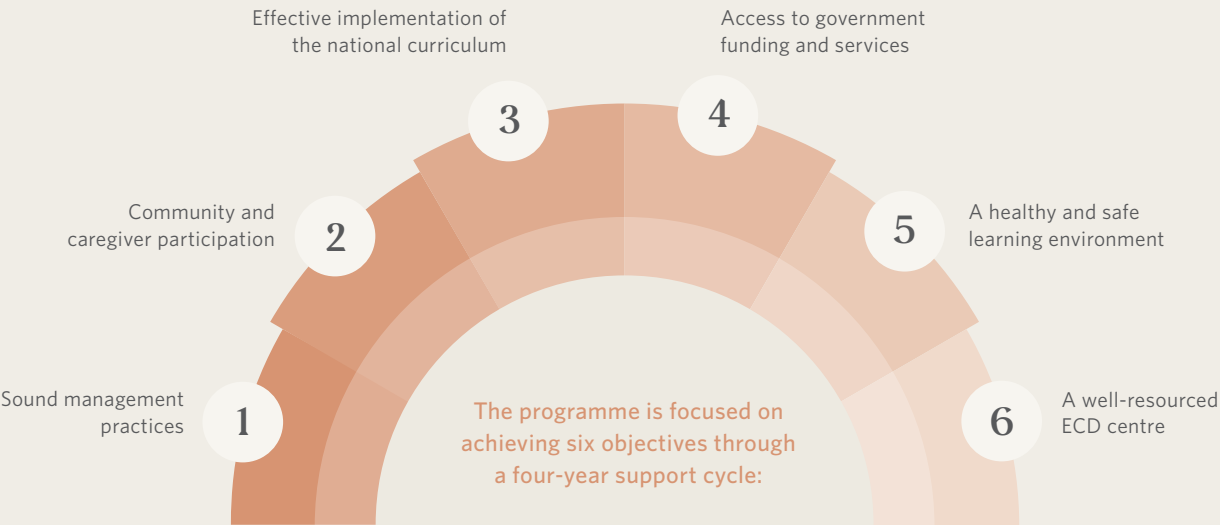 Effective implementation of
the national curriculum
Access to government
funding and services
3
4
Community and
caregiver participation
2
5
A healthy and safe
learning environment
Sound management
practices
1
The programme is focused on
achieving six objectives through
a four-year support cycle:
6
A well-resourced
ECD centre